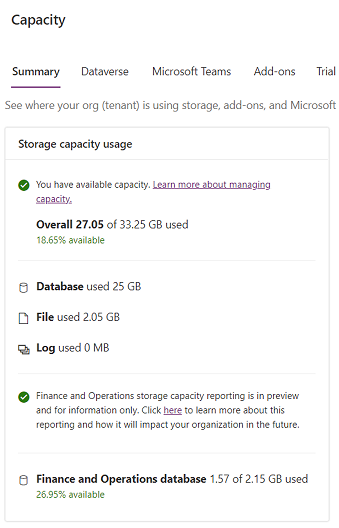 Capacity
Summary Dataverse Microsoft Teams Add-ons Trial
See where your org (tenant) is using storage, add-ons, and Microsoft
Storage capacity usage
You have available capacity. Learn more about managing
capacity.
Overall 27.05 of 33.25 GB used
18.65% available
Database used 25 GB
File used 2.05 GB
Log used 0 MB
Finance and Operations storage capacity reporting is in preview
and for information only. Click here to learn more about this
reporting and how it will impact your organization in the future.
Finance and Operations database 1.57 of 2.15 GB used
26.95% available